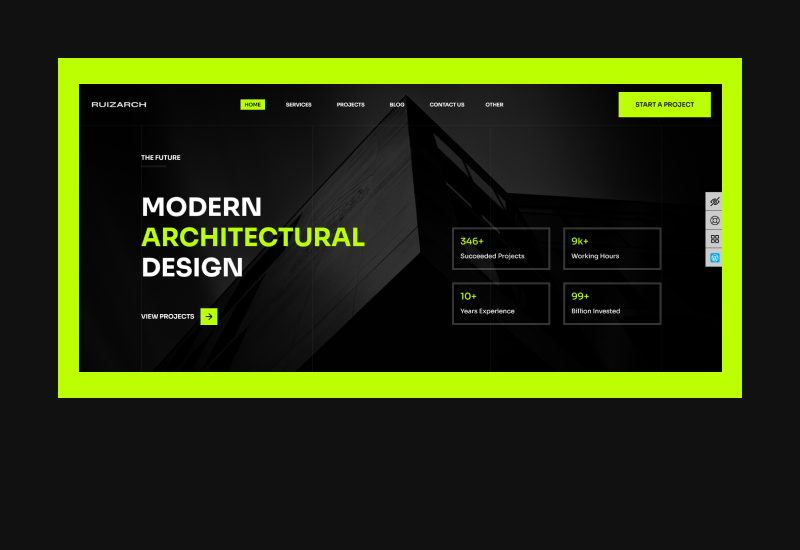 RUIZARCH
HOME SERVICES PROJECTS BLOG CONTACT US OTHER
START A PROJECT
THE FUTURE
MODERN
ARCHITECTURAL
DESIGN
VIEW PROJECTS
346+
Succeeded Projects
9k+
Working Hours
10+
Years Experience
99+
Billion Invested